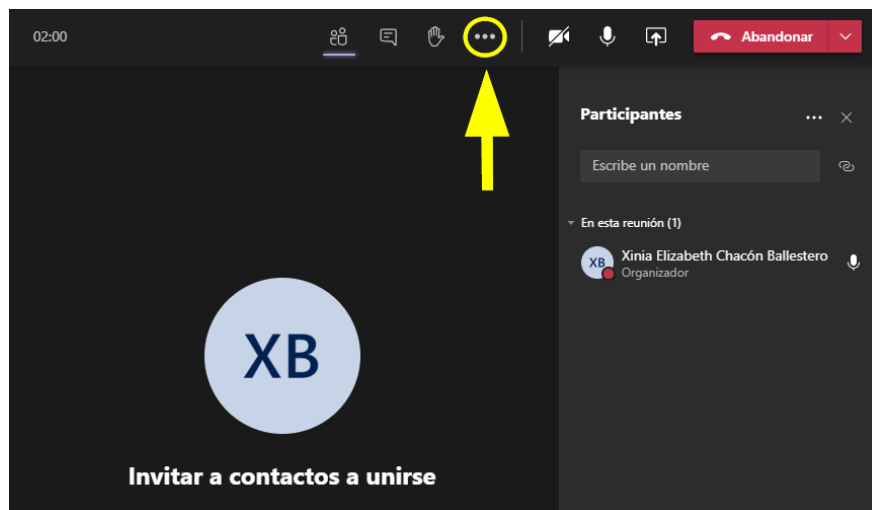 02:00
Abandonar
Participantes
Escribe un nombre
En esta reunión (1)
XB
Xinia Elizabeth Chacón Ballestero
Organizador
XB
Invitar a contactos a unirse